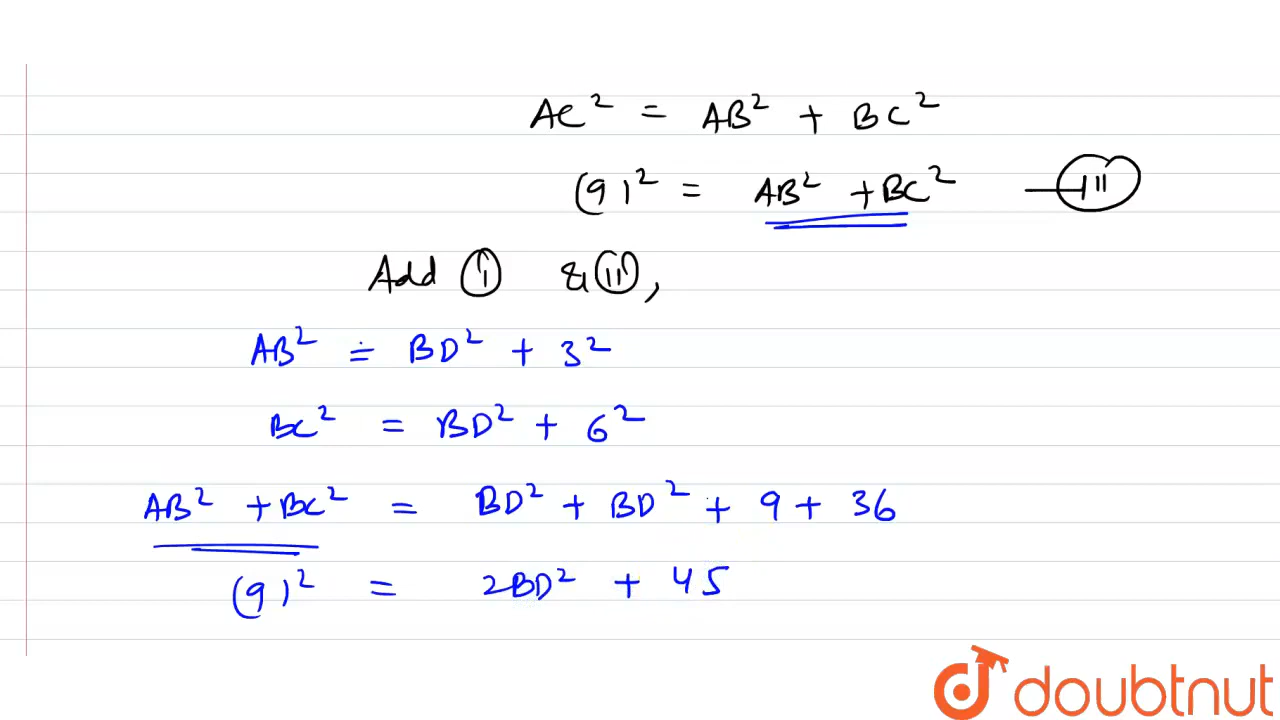 AC² = AB² + BC²
(9)² = AB² + BC² — III
Add I & II,
AB² = BD² + 3²
BC² = BD² + 6²
AB² + BC² = BD² + BD² + 9 + 36
(9)² = 2BD² + 45
doubtnut